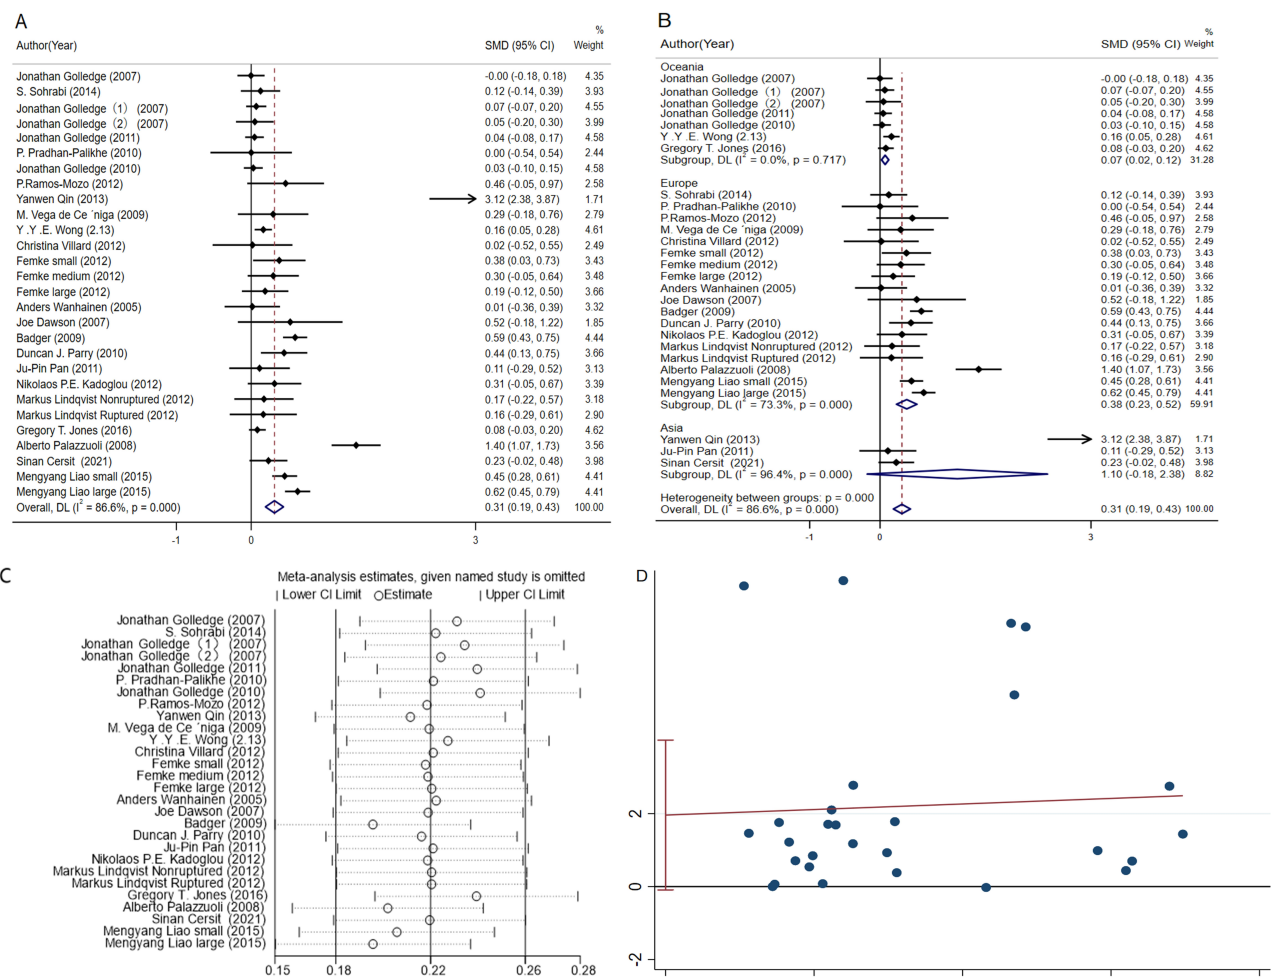 A
%
Author(Year) SMD (95% CI) Weight
Jonathan Golledge (2007) -0.00 (-0.18, 0.18) 4.35
S. Sohrabi (2014) 0.12 (-0.14, 0.39) 3.93
Jonathan Golledge （1） (2007) 0.07 (-0.07, 0.20) 4.55
Jonathan Golledge （2） (2007) 0.05 (-0.20, 0.30) 3.99
Jonathan Golledge (2011) 0.04 (-0.08, 0.17) 4.58
P. Pradhan-Palikhe (2010) 0.00 (-0.54, 0.54) 2.44
Jonathan Golledge (2010) 0.03 (-0.10, 0.15) 4.58
P.Ramos-Mozo (2012) 0.46 (-0.05, 0.97) 2.58
Yanwen Qin (2013) 3.12 (2.38, 3.87) 1.71
M. Vega de Ce ´niga (2009) 0.29 (-0.18, 0.76) 2.79
Y .Y .E. Wong (2.13) 0.16 (0.05, 0.28) 4.61
Christina Villard (2012) 0.02 (-0.52, 0.55) 2.49
Femke small (2012) 0.38 (0.03, 0.73) 3.43
Femke medium (2012) 0.30 (-0.05, 0.64) 3.48
Femke large (2012) 0.19 (-0.12, 0.50) 3.66
Anders Wanhainen (2005) 0.01 (-0.36, 0.39) 3.32
Joe Dawson (2007) 0.52 (-0.18, 1.22) 1.85
Badger (2009) 0.59 (0.43, 0.75) 4.44
Duncan J. Parry (2010) 0.44 (0.13, 0.75) 3.66
Ju-Pin Pan (2011) 0.11 (-0.29, 0.52) 3.13
Nikolaos P.E. Kadoglou (2012) 0.31 (-0.05, 0.67) 3.39
Markus Lindqvist Nonruptured (2012) 0.17 (-0.22, 0.57) 3.18
Markus Lindqvist Ruptured (2012) 0.16 (-0.29, 0.61) 2.90
Gregory T. Jones (2016) 0.08 (-0.03, 0.20) 4.62
Alberto Palazzuoli (2008) 1.40 (1.07, 1.73) 3.56
Sinan Cersit (2021) 0.23 (-0.02, 0.48) 3.98
Mengyang Liao small (2015) 0.45 (0.28, 0.61) 4.41
Mengyang Liao large (2015) 0.62 (0.45, 0.79) 4.41
Overall, DL (I² = 86.6%, p = 0.000) 0.31 (0.19, 0.43) 100.00
-1 0 3
B
%
Author(Year) SMD (95% CI) Weight
Oceania
Jonathan Golledge (2007) -0.00 (-0.18, 0.18) 4.35
Jonathan Golledge （1） (2007) 0.07 (-0.07, 0.20) 4.55
Jonathan Golledge （2） (2007) 0.05 (-0.20, 0.30) 3.99
Jonathan Golledge (2011) 0.04 (-0.08, 0.17) 4.58
Jonathan Golledge (2010) 0.03 (-0.10, 0.15) 4.58
Y .Y .E. Wong (2.13) 0.16 (0.05, 0.28) 4.61
Gregory T. Jones (2016) 0.08 (-0.03, 0.20) 4.62
Subgroup, DL (I² = 0.0%, p = 0.717) 0.07 (0.02, 0.12) 31.28
Europe
S. Sohrabi (2014) 0.12 (-0.14, 0.39) 3.93
P. Pradhan-Palikhe (2010) 0.00 (-0.54, 0.54) 2.44
P.Ramos-Mozo (2012) 0.46 (-0.05, 0.97) 2.58
M. Vega de Ce ´niga (2009) 0.29 (-0.18, 0.76) 2.79
Christina Villard (2012) 0.02 (-0.52, 0.55) 2.49
Femke small (2012) 0.38 (0.03, 0.73) 3.43
Femke medium (2012) 0.30 (-0.05, 0.64) 3.48
Femke large (2012) 0.19 (-0.12, 0.50) 3.66
Anders Wanhainen (2005) 0.01 (-0.36, 0.39) 3.32
Joe Dawson (2007) 0.52 (-0.18, 1.22) 1.85
Badger (2009) 0.59 (0.43, 0.75) 4.44
Duncan J. Parry (2010) 0.44 (0.13, 0.75) 3.66
Nikolaos P.E. Kadoglou (2012) 0.31 (-0.05, 0.67) 3.39
Markus Lindqvist Nonruptured (2012) 0.17 (-0.22, 0.57) 3.18
Markus Lindqvist Ruptured (2012) 0.16 (-0.29, 0.61) 2.90
Alberto Palazzuoli (2008) 1.40 (1.07, 1.73) 3.56
Mengyang Liao small (2015) 0.45 (0.28, 0.61) 4.41
Mengyang Liao large (2015) 0.62 (0.45, 0.79) 4.41
Subgroup, DL (I² = 73.3%, p = 0.000) 0.38 (0.23, 0.52) 59.91
Asia
Yanwen Qin (2013) 3.12 (2.38, 3.87) 1.71
Ju-Pin Pan (2011) 0.11 (-0.29, 0.52) 3.13
Sinan Cersit (2021) 0.23 (-0.02, 0.48) 3.98
Subgroup, DL (I² = 96.4%, p = 0.000) 1.10 (-0.18, 2.38) 8.82
Heterogeneity between groups: p = 0.000
Overall, DL (I² = 86.6%, p = 0.000) 0.31 (0.19, 0.43) 100.00
-1 0 3
C
Meta-analysis estimates, given named study is omitted
Lower CI Limit Estimate Upper CI Limit
Jonathan Golledge (2007)
S. Sohrabi (2014)
Jonathan Golledge （1） (2007)
Jonathan Golledge （2） (2007)
Jonathan Golledge (2011)
P. Pradhan-Palikhe (2010)
Jonathan Golledge (2010)
P.Ramos-Mozo (2012)
Yanwen Qin (2013)
M. Vega de Ce ´niga (2009)
Y .Y .E. Wong (2.13)
Christina Villard (2012)
Femke small (2012)
Femke medium (2012)
Femke large (2012)
Anders Wanhainen (2005)
Joe Dawson (2007)
Badger (2009)
Duncan J. Parry (2010)
Ju-Pin Pan (2011)
Nikolaos P.E. Kadoglou (2012)
Markus Lindqvist Nonruptured (2012)
Markus Lindqvist Ruptured (2012)
Gregory T. Jones (2016)
Alberto Palazzuoli (2008)
Sinan Cersit (2021)
Mengyang Liao small (2015)
Mengyang Liao large (2015)
0.15 0.18 0.22 0.26 0.28
D
2
0
-2